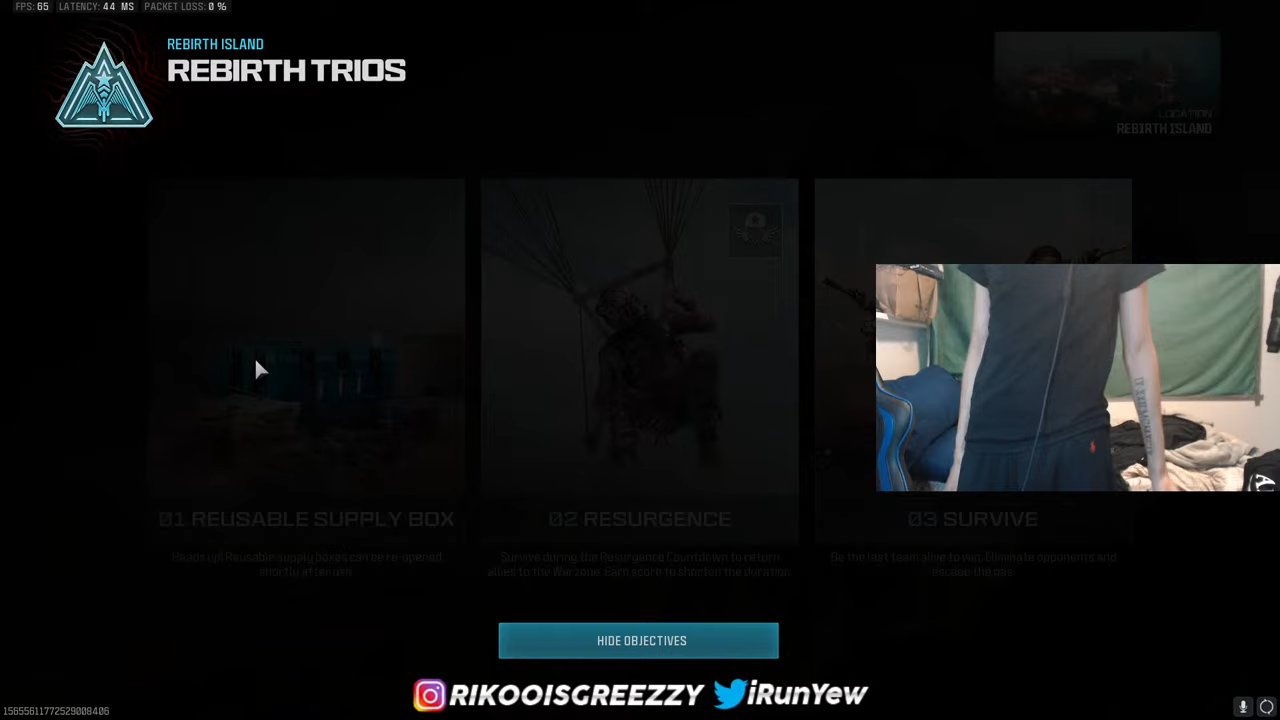 FPS: 65 LATENCY: 44 MS PACKET LOSS: 0 %
REBIRTH ISLAND
REBIRTH TRIOS
LOCATION
REBIRTH ISLAND
01 REUSABLE SUPPLY BOX
Heads up! Reusable supply boxes can be re-opened
shortly after use.
02 RESURGENCE
Survive during the Resurgence Countdown to return
allies to the Warzone. Earn score to shorten the duration.
03 SURVIVE
Be the last team alive to win. Eliminate opponents and
escape the gas.
HIDE OBJECTIVES
RIKOOISGREEZZY iRunYew
15655611772529008406